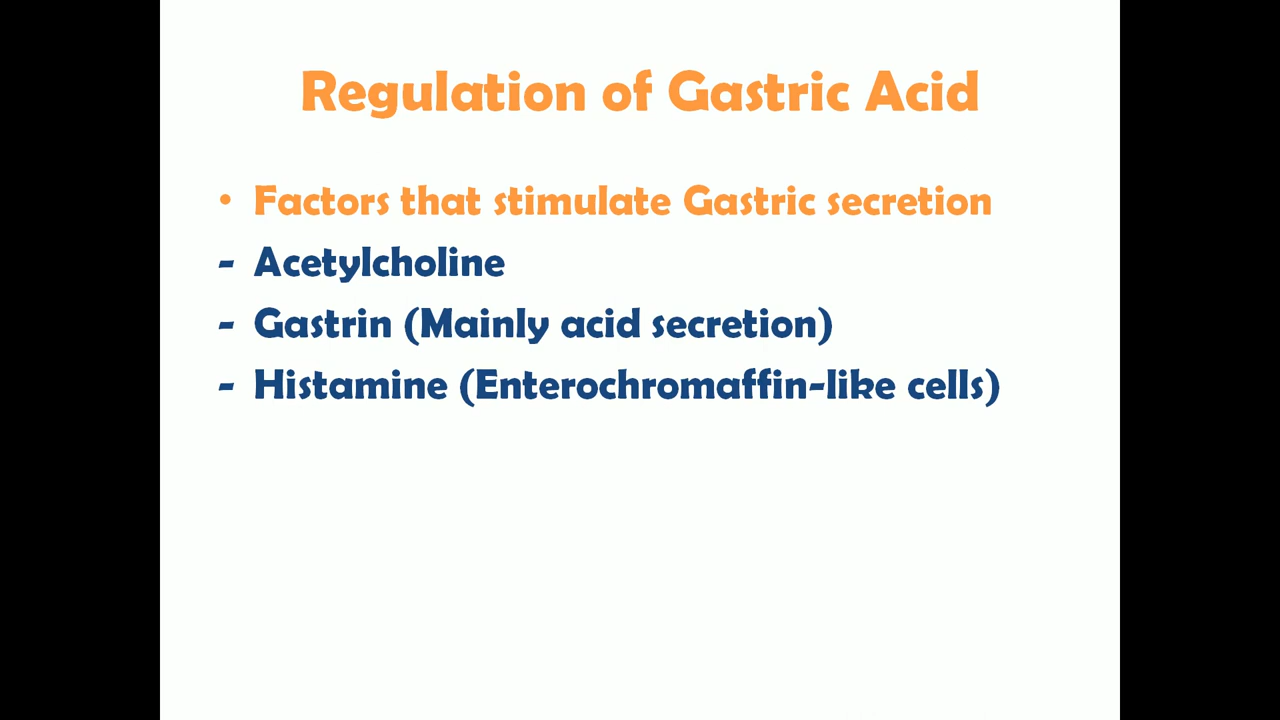 Regulation of Gastric Acid
• Factors that stimulate Gastric secretion
- Acetylcholine
- Gastrin (Mainly acid secretion)
- Histamine (Enterochromaffin-like cells)